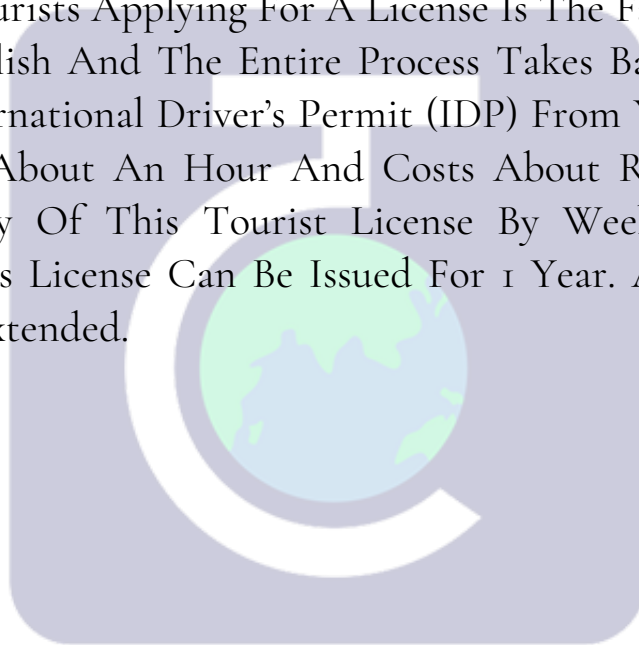 urists Applying For A License Is The F
lish And The Entire Process Takes Ba
rnational Driver’s Permit (IDP) From
About An Hour And Costs About R
y Of This Tourist License By Wee
s License Can Be Issued For 1 Year. A
xtended.